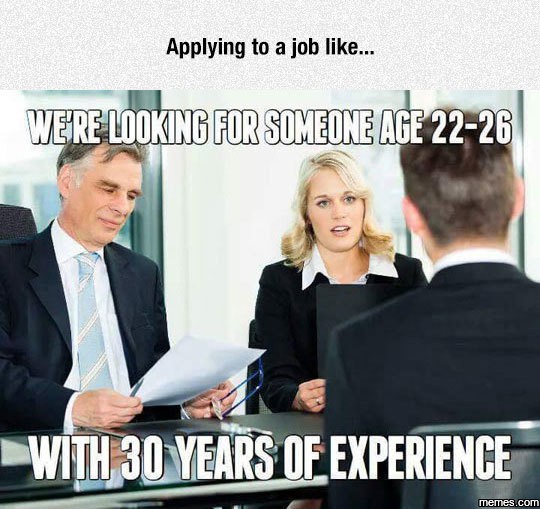 Applying to a job like...
WE'RE LOOKING FOR SOMEONE AGE 22-26
WITH 30 YEARS OF EXPERIENCE
memes.com